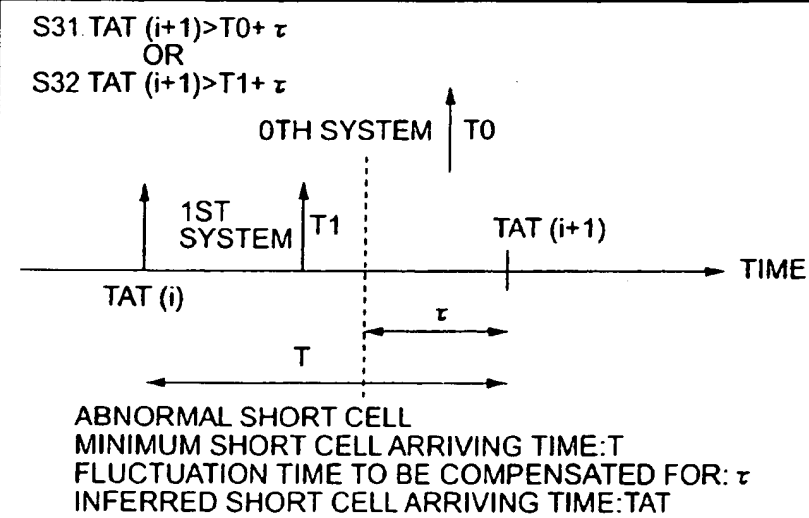 S31 TAT (i+1)>T0+ τ
OR
S32 TAT (i+1)>T1+ τ
0TH SYSTEM T0
1ST
SYSTEM T1
TAT (i+1)
TIME
TAT (i)
τ
T
ABNORMAL SHORT CELL
MINIMUM SHORT CELL ARRIVING TIME:T
FLUCTUATION TIME TO BE COMPENSATED FOR: τ
INFERRED SHORT CELL ARRIVING TIME:TAT